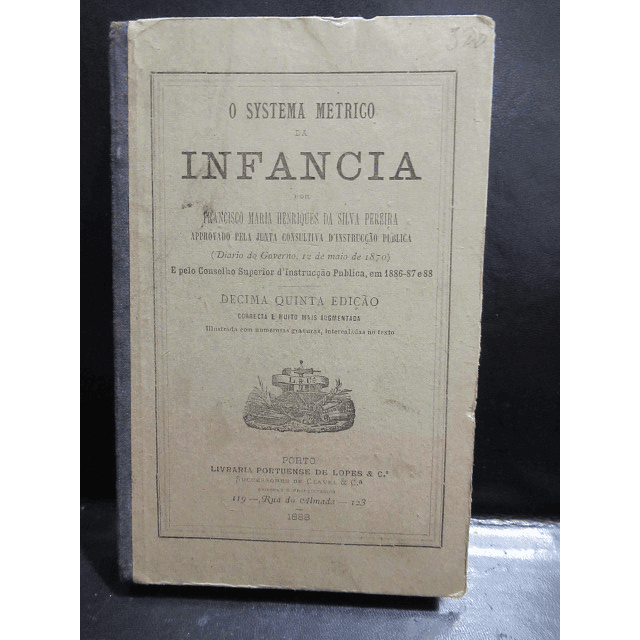 320
O SYSTEMA METRICO
DA
INFANCIA
POR
FRANCISCO MARIA HENRIQUES DA SILVA PEREIRA
APPROVADO PELA JUNTA CONSULTIVA D'INSTRUCÇÃO PUBLICA
(Diario do Governo, 12 de maio de 1870)
E pelo Conselho Superior d'Instrucção Publica, em 1886-87 e 88
DECIMA QUINTA EDIÇÃO
CORRECTA E MUITO MAIS AUGMENTADA
Illustrada com numerosas gravuras, intercaladas no texto
L. & C.ª
PORTO
LIVRARIA PORTUENSE DE LOPES & C.ª
SUCCESSORES DE CLAVEL & C.ª
119 — Rua do Almada — 123
1888